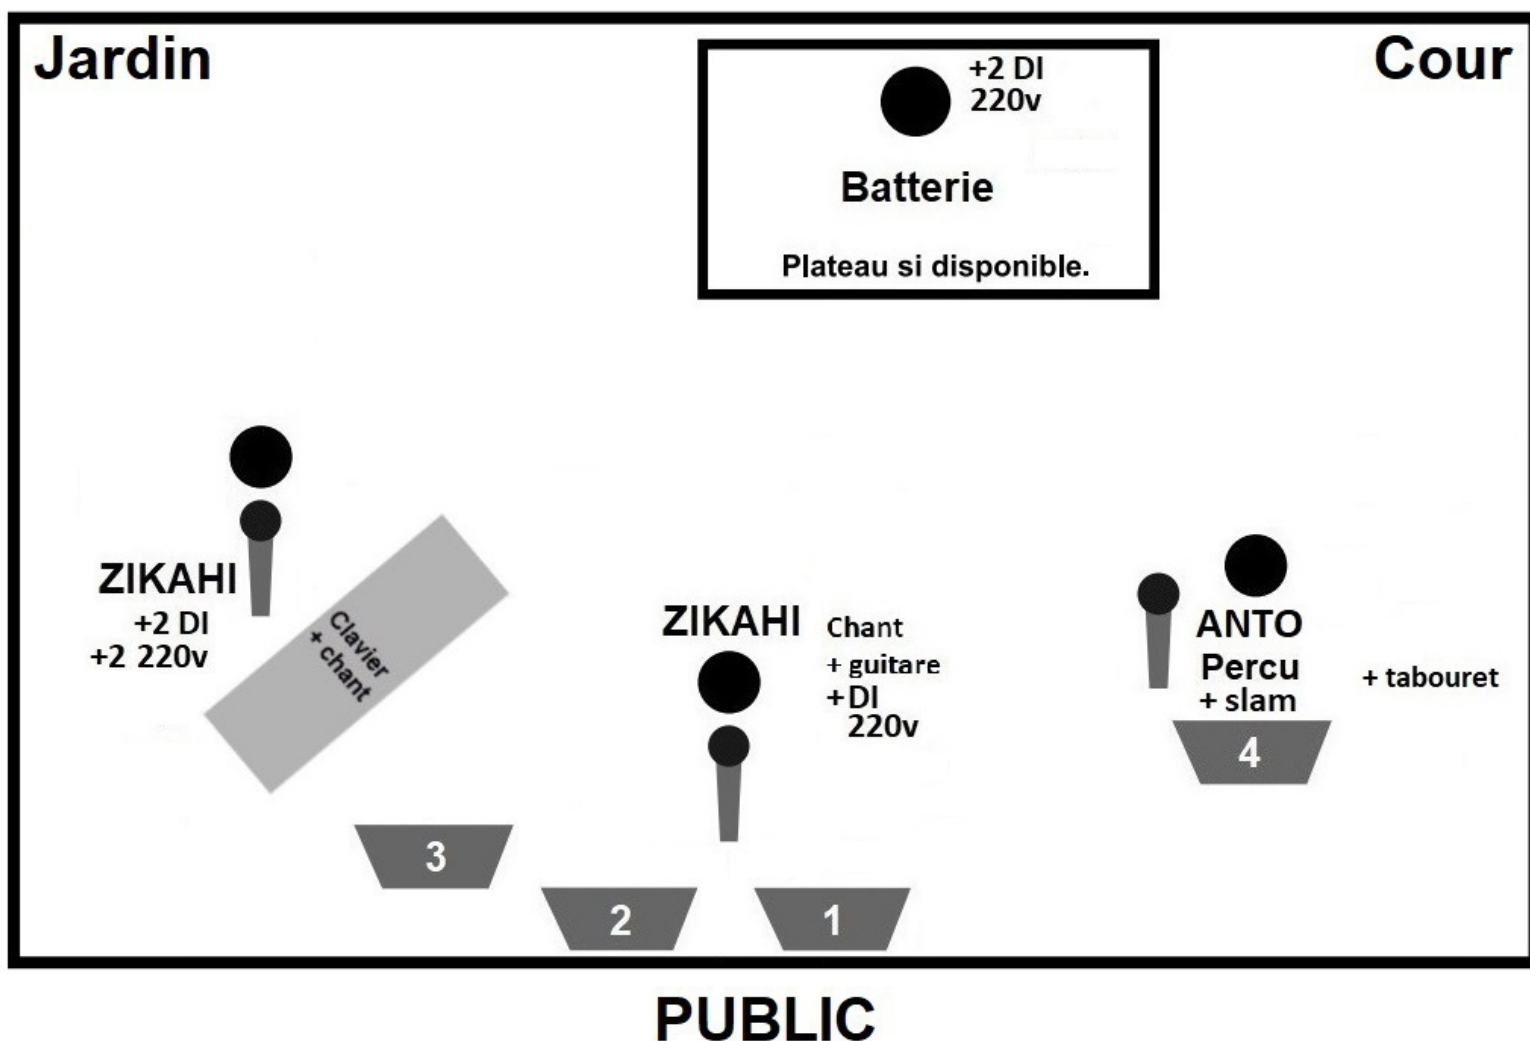 Jardin
Cour
+2 DI
220v
Batterie
Plateau si disponible.
ZIKAHI
+2 DI
+2 220v
Clavier
+ chant
ZIKAHI
Chant
+ guitare
+ DI
220v
ANTO
Percu
+ slam
+ tabouret
4
3
2
1
PUBLIC